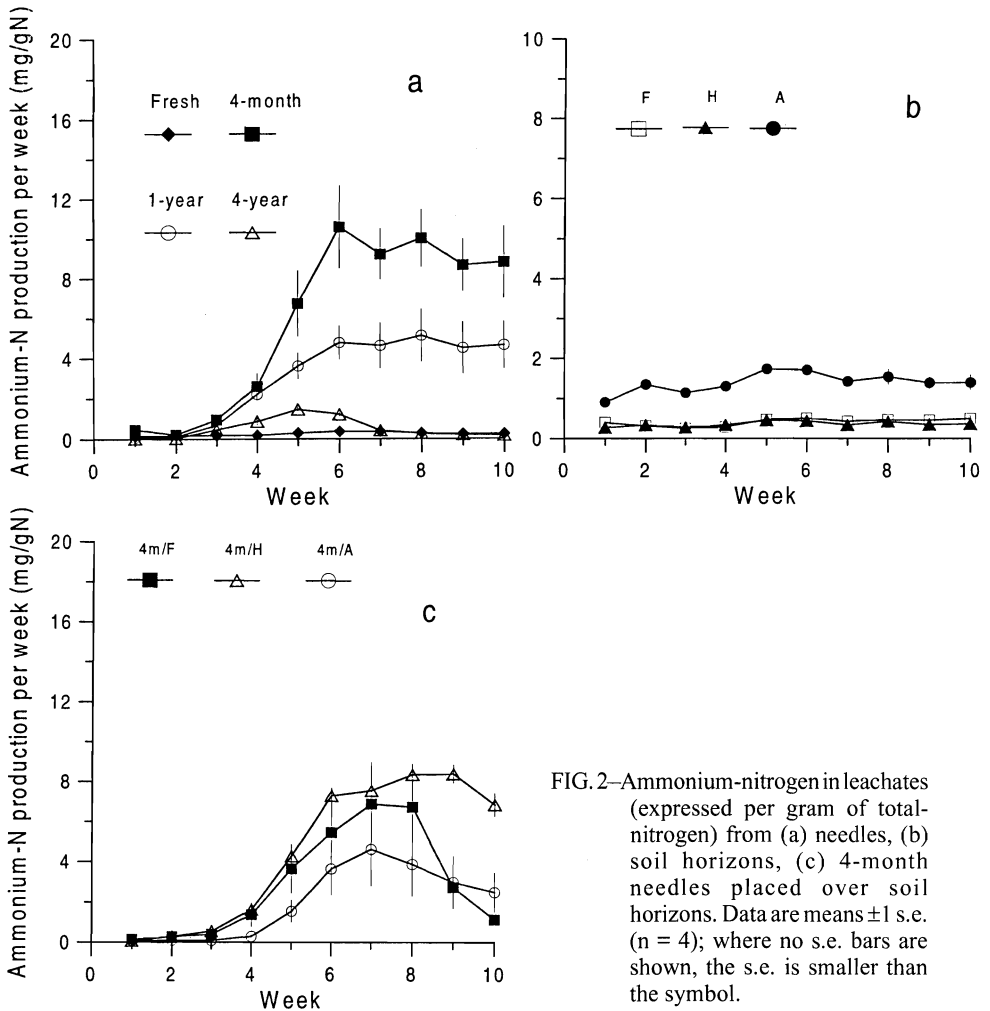 Ammonium-N production per week (mg/gN)
20
16
12
8
4
0
a
Fresh 4-month
1-year 4-year
0 2 4 6 8 10
Week
10
8
6
4
2
0
b
F H A
0 2 4 6 8 10
Week
Ammonium-N production per week (mg/gN)
20
16
12
8
4
0
4m/F 4m/H 4m/A
c
0 2 4 6 8 10
Week
FIG. 2–Ammonium-nitrogen in leachates
(expressed per gram of total-
nitrogen) from (a) needles, (b)
soil horizons, (c) 4-month
needles placed over soil
horizons. Data are means ±1 s.e.
(n = 4); where no s.e. bars are
shown, the s.e. is smaller than
the symbol.